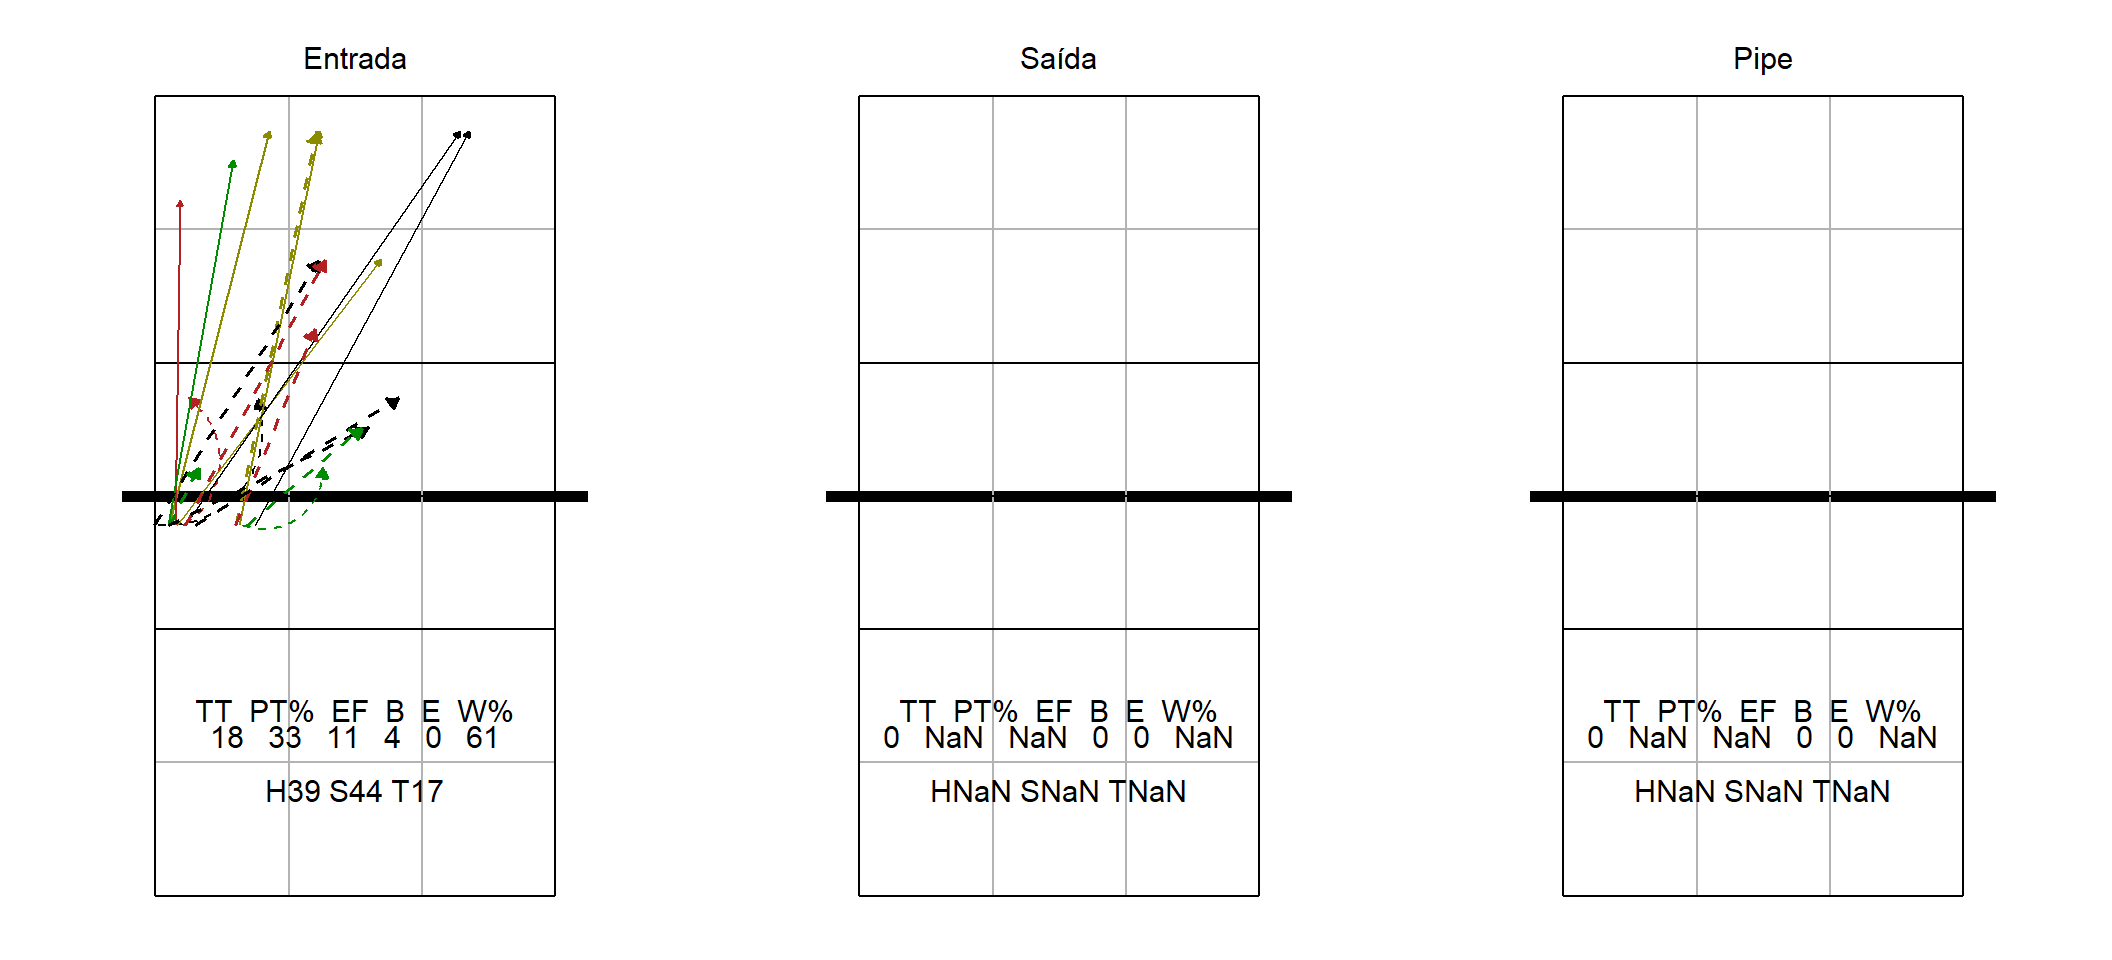 Entrada
TT PT% EF B E W%
18 33 11 4 0 61
H39 S44 T17
Saída
TT PT% EF B E W%
0 NaN NaN 0 0 NaN
HNaN SNaN TNaN
Pipe
TT PT% EF B E W%
0 NaN NaN 0 0 NaN
HNaN SNaN TNaN